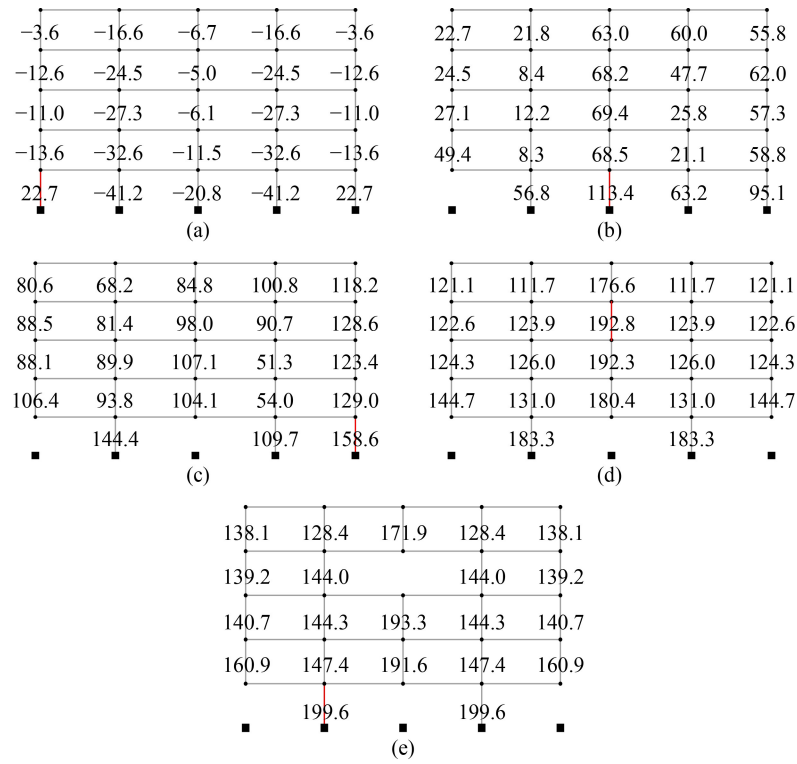 −3.6 −16.6 −6.7 −16.6 −3.6
−12.6 −24.5 −5.0 −24.5 −12.6
−11.0 −27.3 −6.1 −27.3 −11.0
−13.6 −32.6 −11.5 −32.6 −13.6
22.7 −41.2 −20.8 −41.2 22.7
(a)
22.7 21.8 63.0 60.0 55.8
24.5 8.4 68.2 47.7 62.0
27.1 12.2 69.4 25.8 57.3
49.4 8.3 68.5 21.1 58.8
56.8 113.4 63.2 95.1
(b)
80.6 68.2 84.8 100.8 118.2
88.5 81.4 98.0 90.7 128.6
88.1 89.9 107.1 51.3 123.4
106.4 93.8 104.1 54.0 129.0
144.4 109.7 158.6
(c)
121.1 111.7 176.6 111.7 121.1
122.6 123.9 192.8 123.9 122.6
124.3 126.0 192.3 126.0 124.3
144.7 131.0 180.4 131.0 144.7
183.3 183.3
(d)
138.1 128.4 171.9 128.4 138.1
139.2 144.0 144.0 139.2
140.7 144.3 193.3 144.3 140.7
160.9 147.4 191.6 147.4 160.9
199.6 199.6
(e)